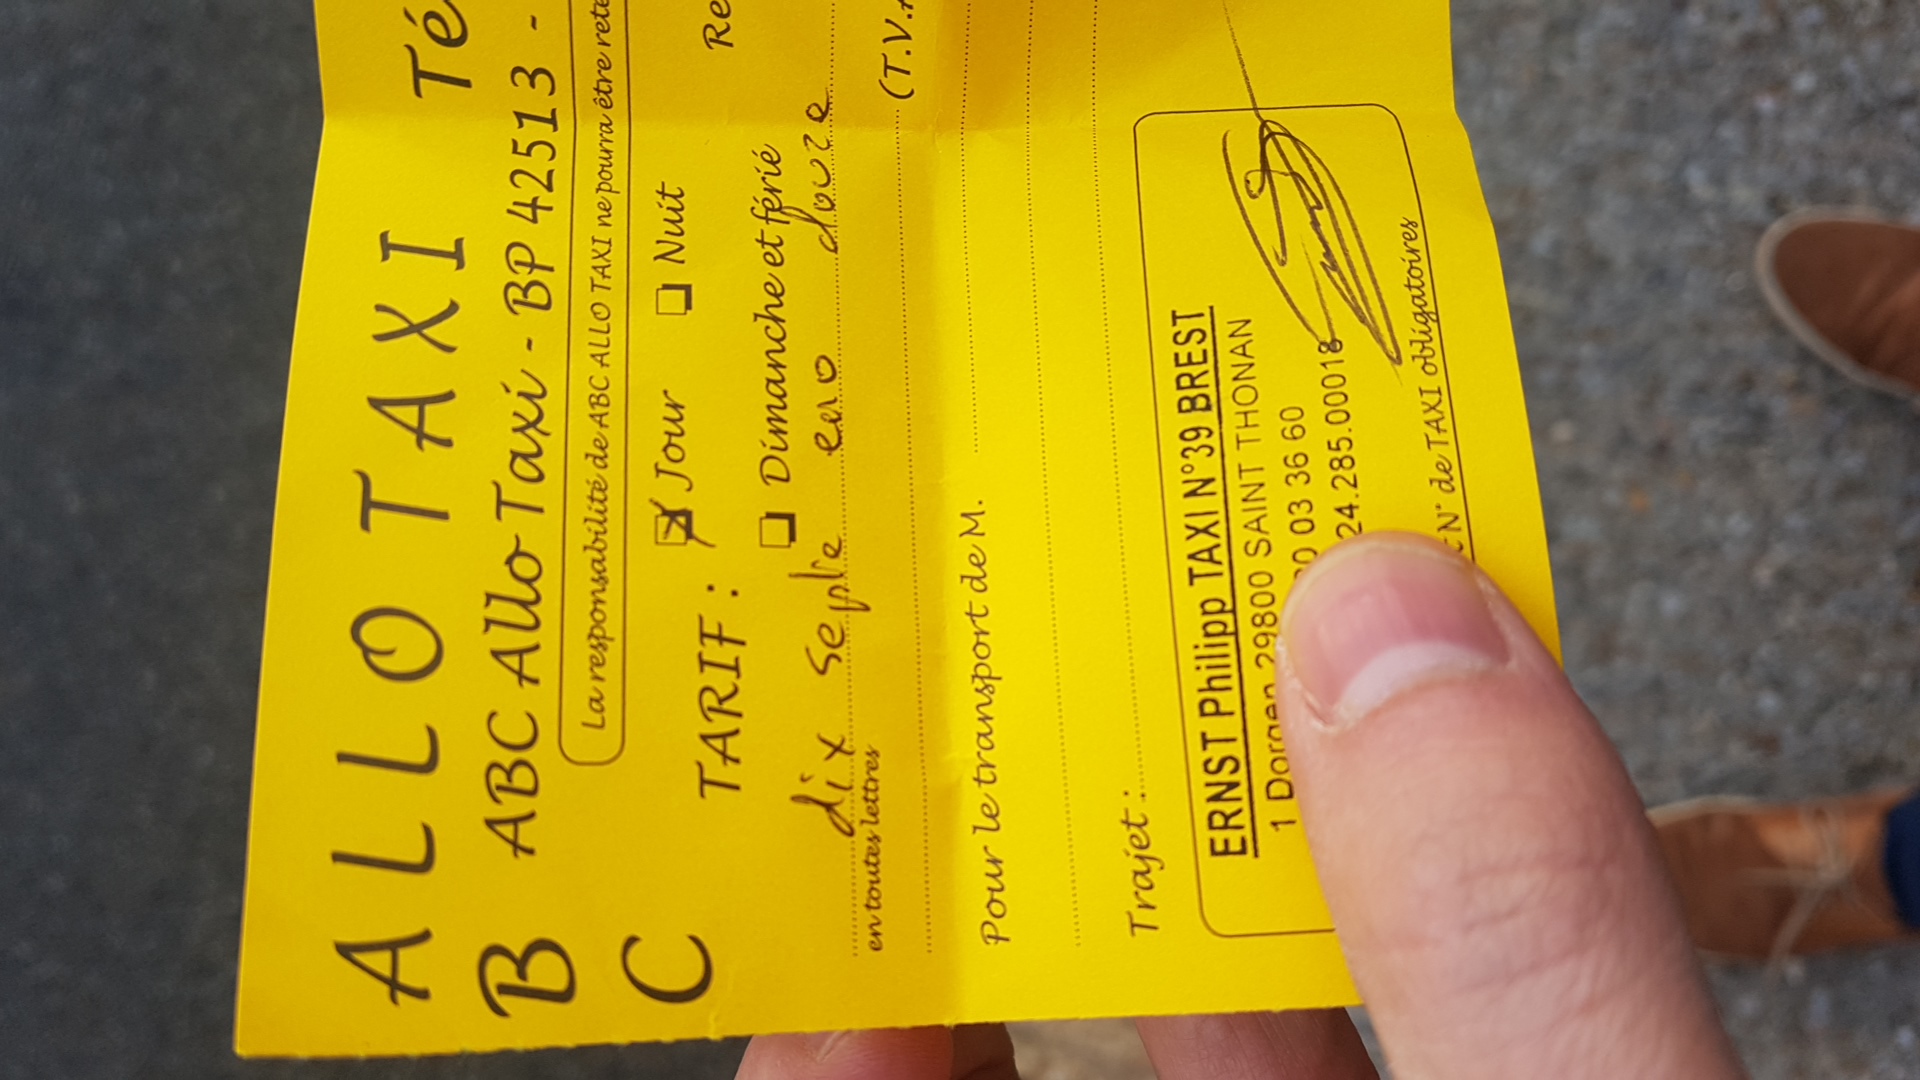 ALLO TAXI Té
B ABC Allo Taxi - BP 42513 -
C
La responsabilité de ABC ALLO TAXI ne pourra être rete
TARIF : Jour Nuit Re
Dimanche et férié
dix septe euro douze
en toutes lettres
(T.V.A
Pour le transport de M.
Trajet :
ERNST Philipp TAXI N°39 BREST
1 29800 SAINT THONAN
03 36 60
24.285.00018
N° de TAXI obligatoires